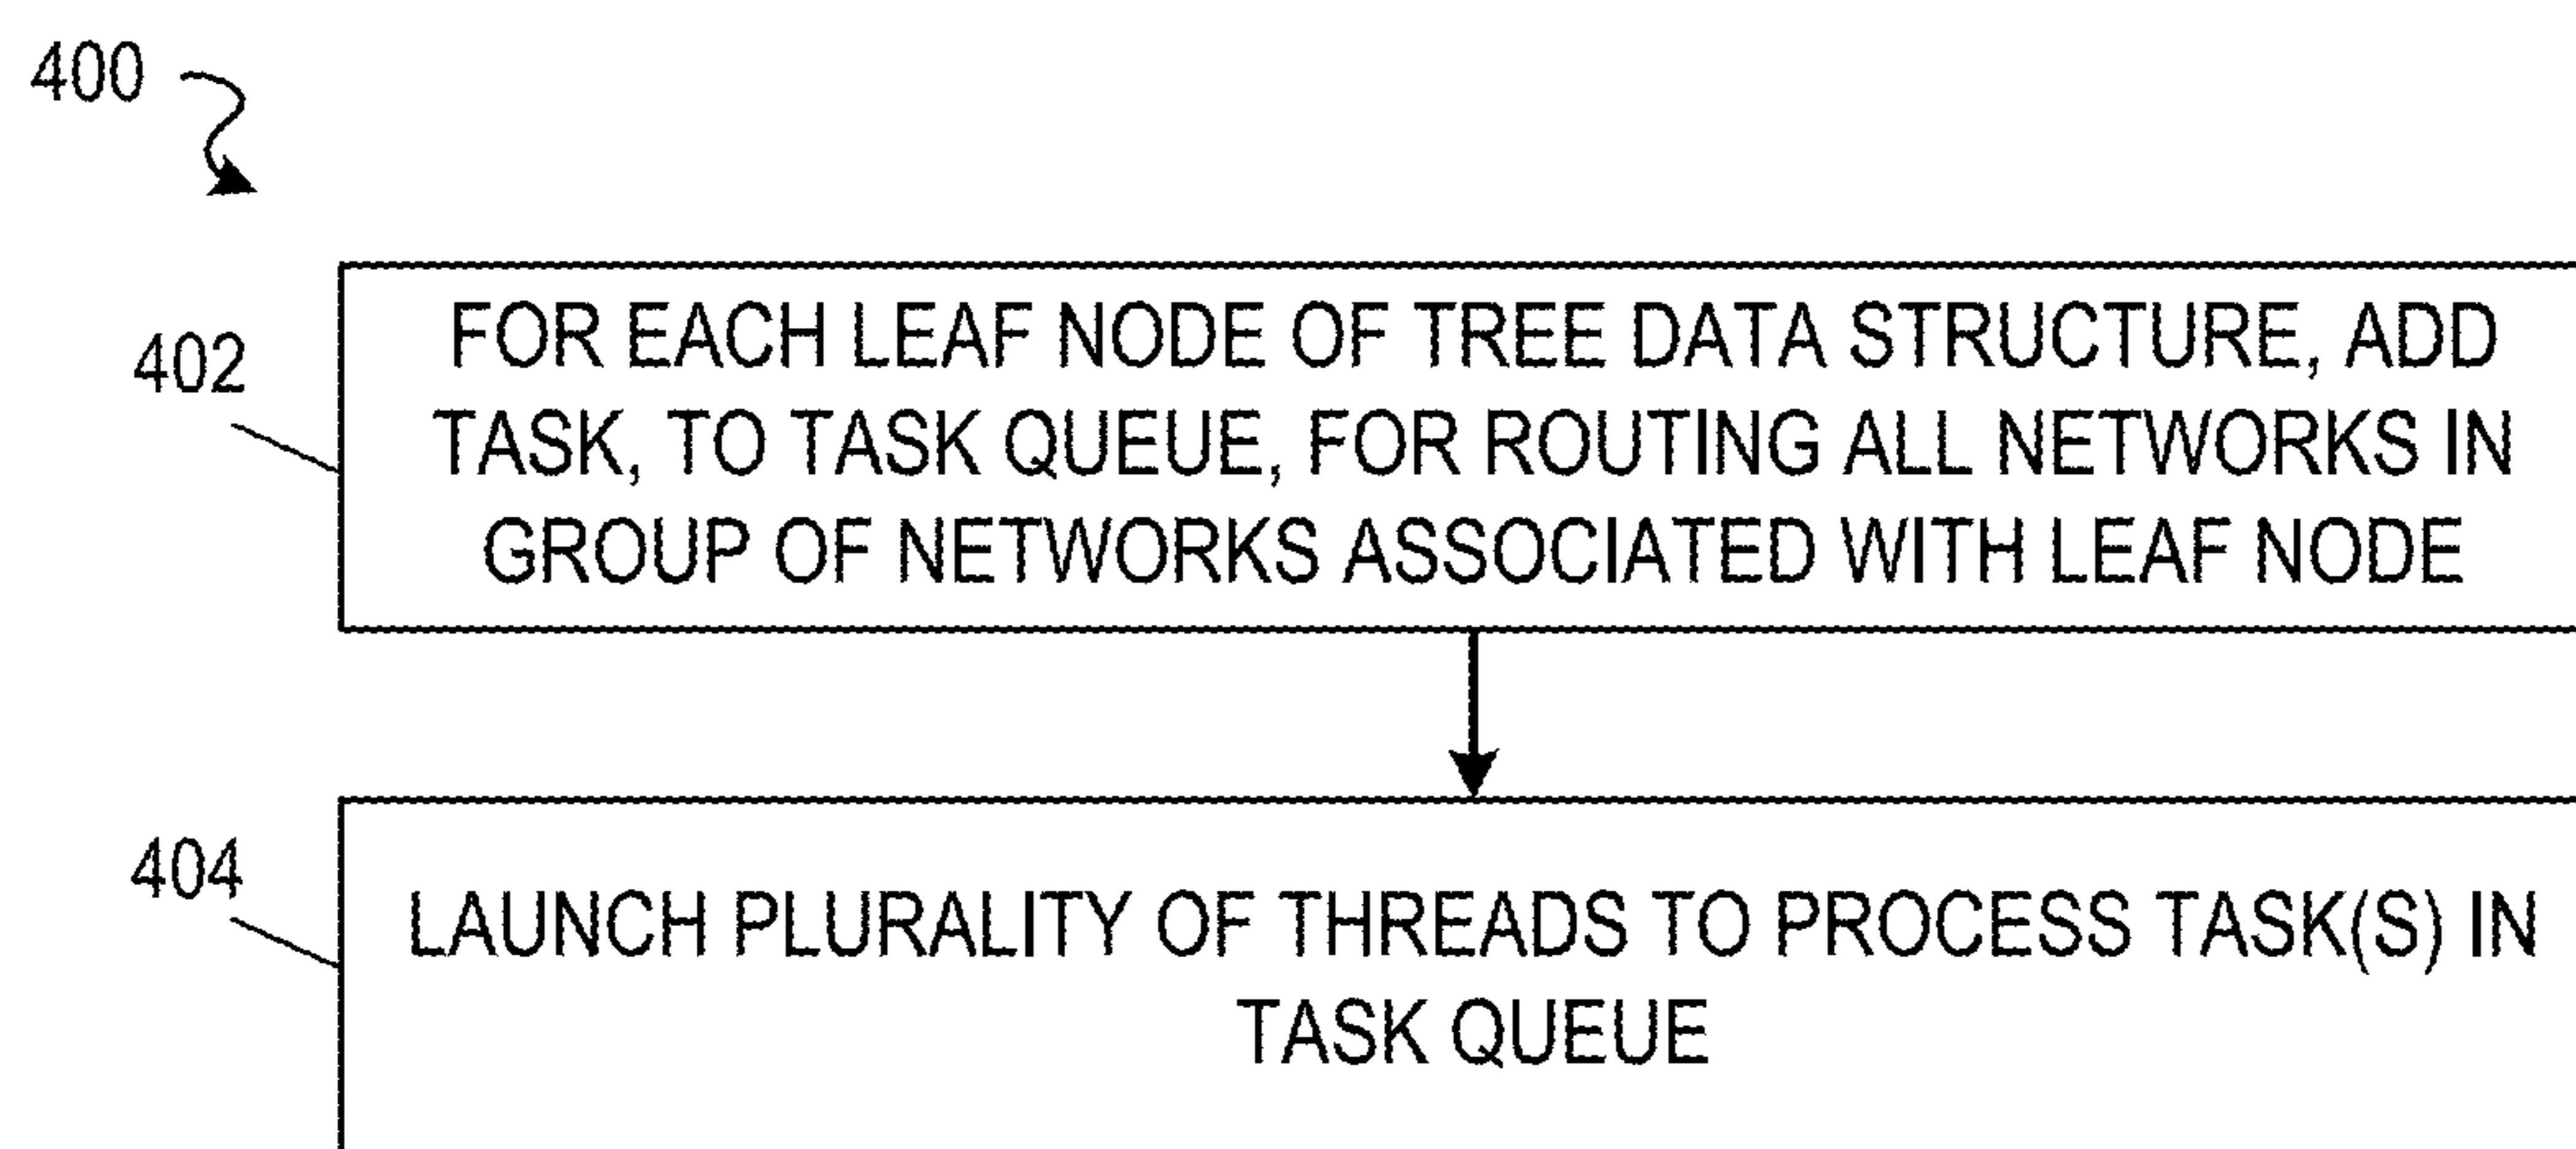 400
402
FOR EACH LEAF NODE OF TREE DATA STRUCTURE, ADD
TASK, TO TASK QUEUE, FOR ROUTING ALL NETWORKS IN
GROUP OF NETWORKS ASSOCIATED WITH LEAF NODE
404
LAUNCH PLURALITY OF THREADS TO PROCESS TASK(S) IN
TASK QUEUE